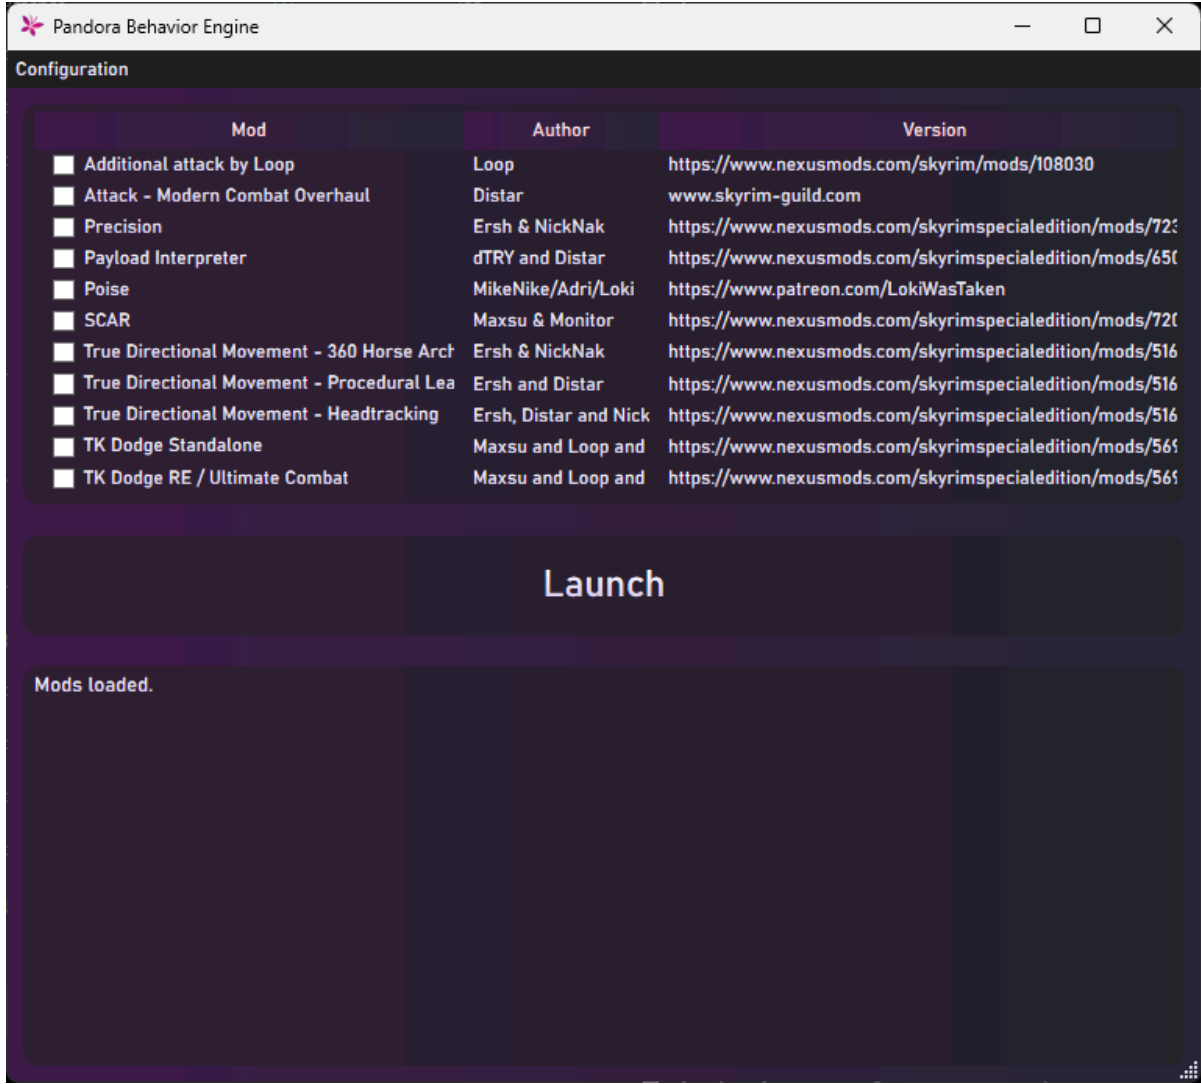 Pandora Behavior Engine
Configuration
Mod Author Version
Additional attack by Loop Loop https://www.nexusmods.com/skyrim/mods/108030
Attack - Modern Combat Overhaul Distar www.skyrim-guild.com
Precision Ersh & NickNak https://www.nexusmods.com/skyrimspecialedition/mods/723
Payload Interpreter dTRY and Distar https://www.nexusmods.com/skyrimspecialedition/mods/650
Poise MikeNike/Adri/Loki https://www.patreon.com/LokiWasTaken
SCAR Maxsu & Monitor https://www.nexusmods.com/skyrimspecialedition/mods/720
True Directional Movement - 360 Horse Arch Ersh & NickNak https://www.nexusmods.com/skyrimspecialedition/mods/516
True Directional Movement - Procedural Lea Ersh and Distar https://www.nexusmods.com/skyrimspecialedition/mods/516
True Directional Movement - Headtracking Ersh, Distar and Nick https://www.nexusmods.com/skyrimspecialedition/mods/516
TK Dodge Standalone Maxsu and Loop and https://www.nexusmods.com/skyrimspecialedition/mods/569
TK Dodge RE / Ultimate Combat Maxsu and Loop and https://www.nexusmods.com/skyrimspecialedition/mods/569
Launch
Mods loaded.